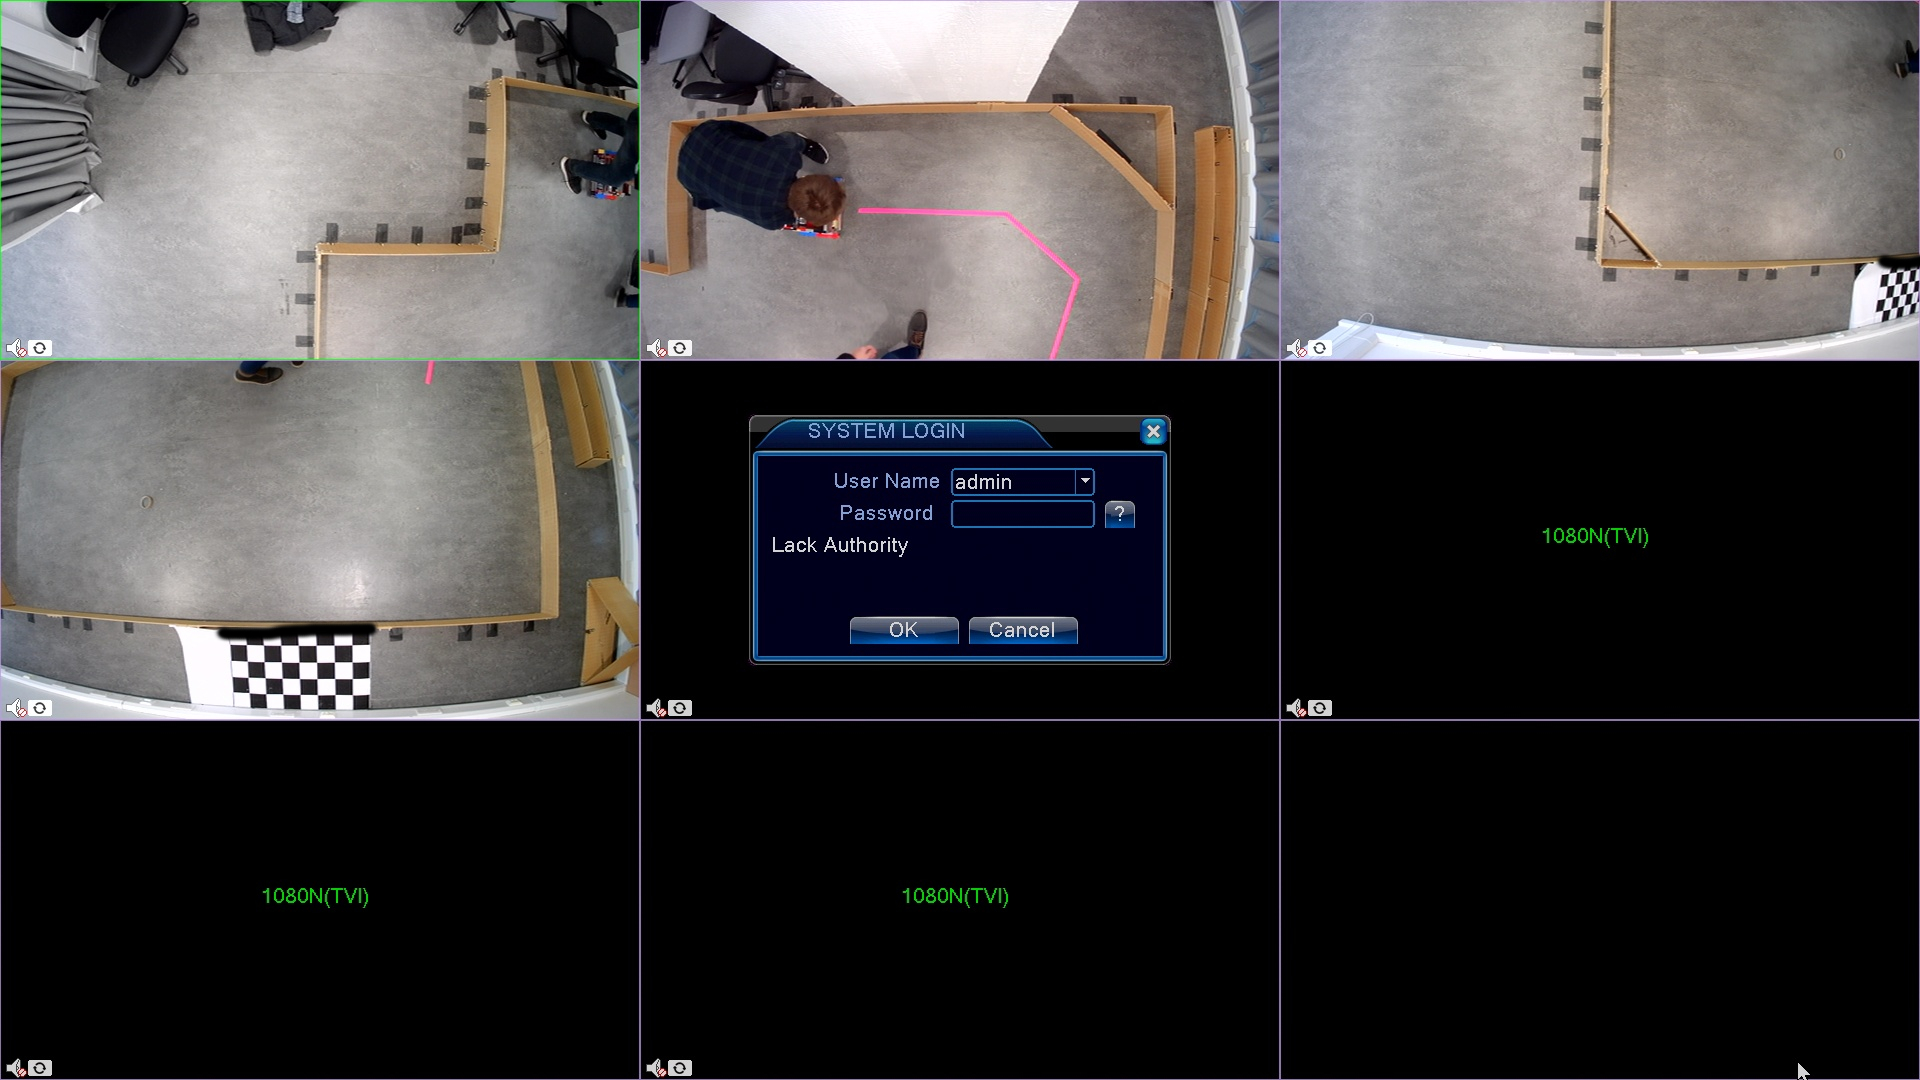 SYSTEM LOGIN
User Name admin
Password ?
Lack Authority
OK Cancel
1080N(TVI)
1080N(TVI)
1080N(TVI)